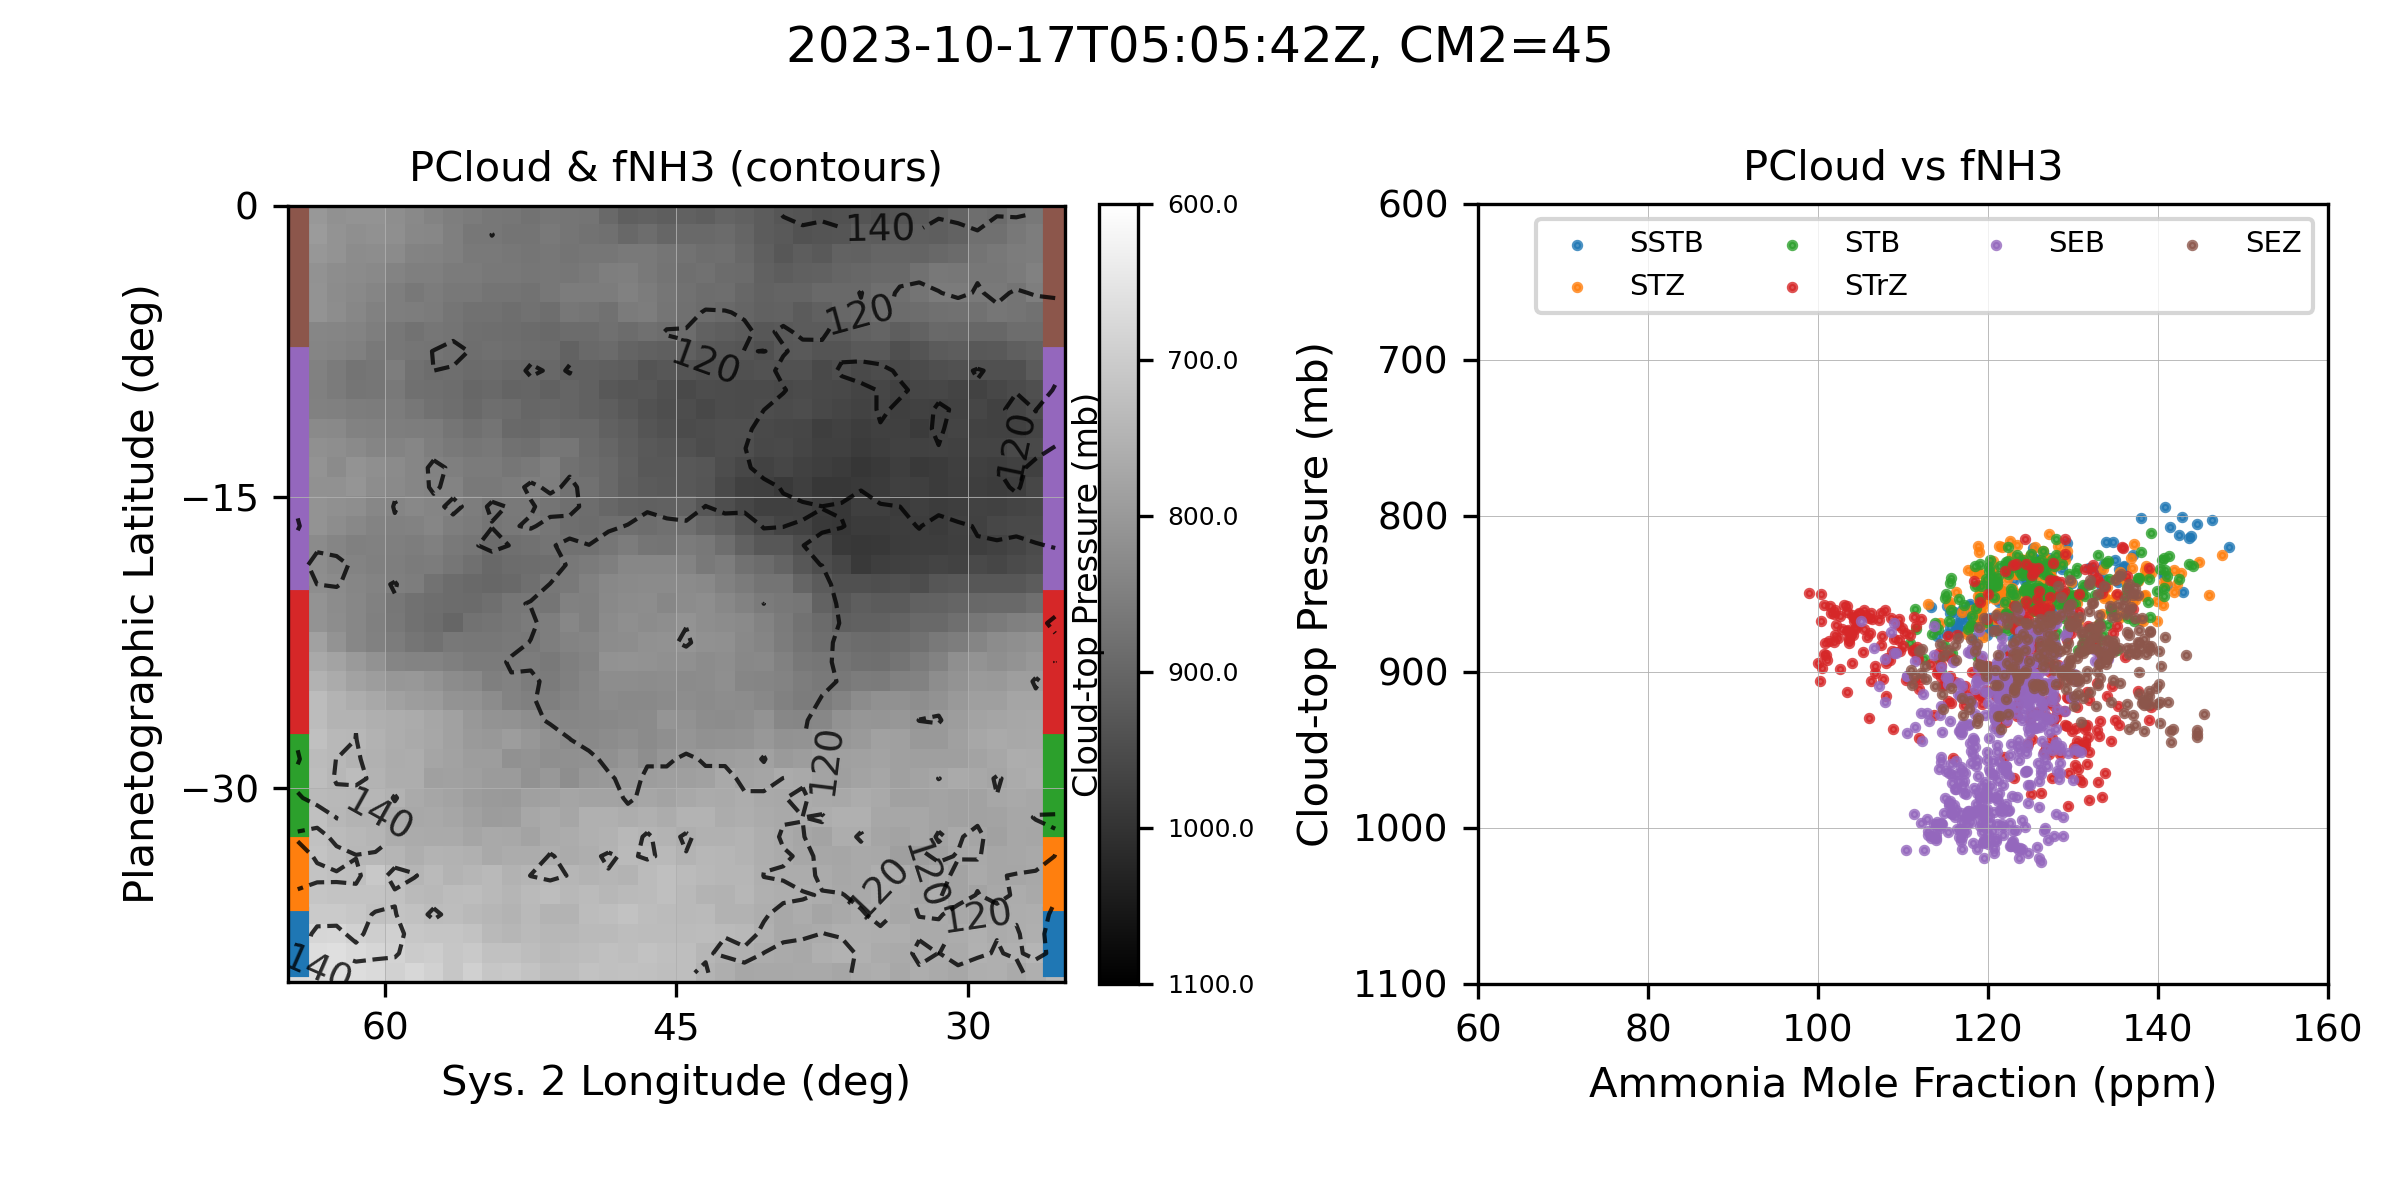 2023-10-17T05:05:42Z, CM2=45
PCloud & fNH3 (contours)
0
−15
−30
Planetographic Latitude (deg)
140
120
120
120
120
140
120
120
120
140
60
45
30
Sys. 2 Longitude (deg)
600.0
700.0
800.0
900.0
1000.0
1100.0
Cloud-top Pressure (mb)
PCloud vs fNH3
SSTB
STZ
STB
STrZ
SEB
SEZ
600
700
800
900
1000
1100
Cloud-top Pressure (mb)
60
80
100
120
140
160
Ammonia Mole Fraction (ppm)